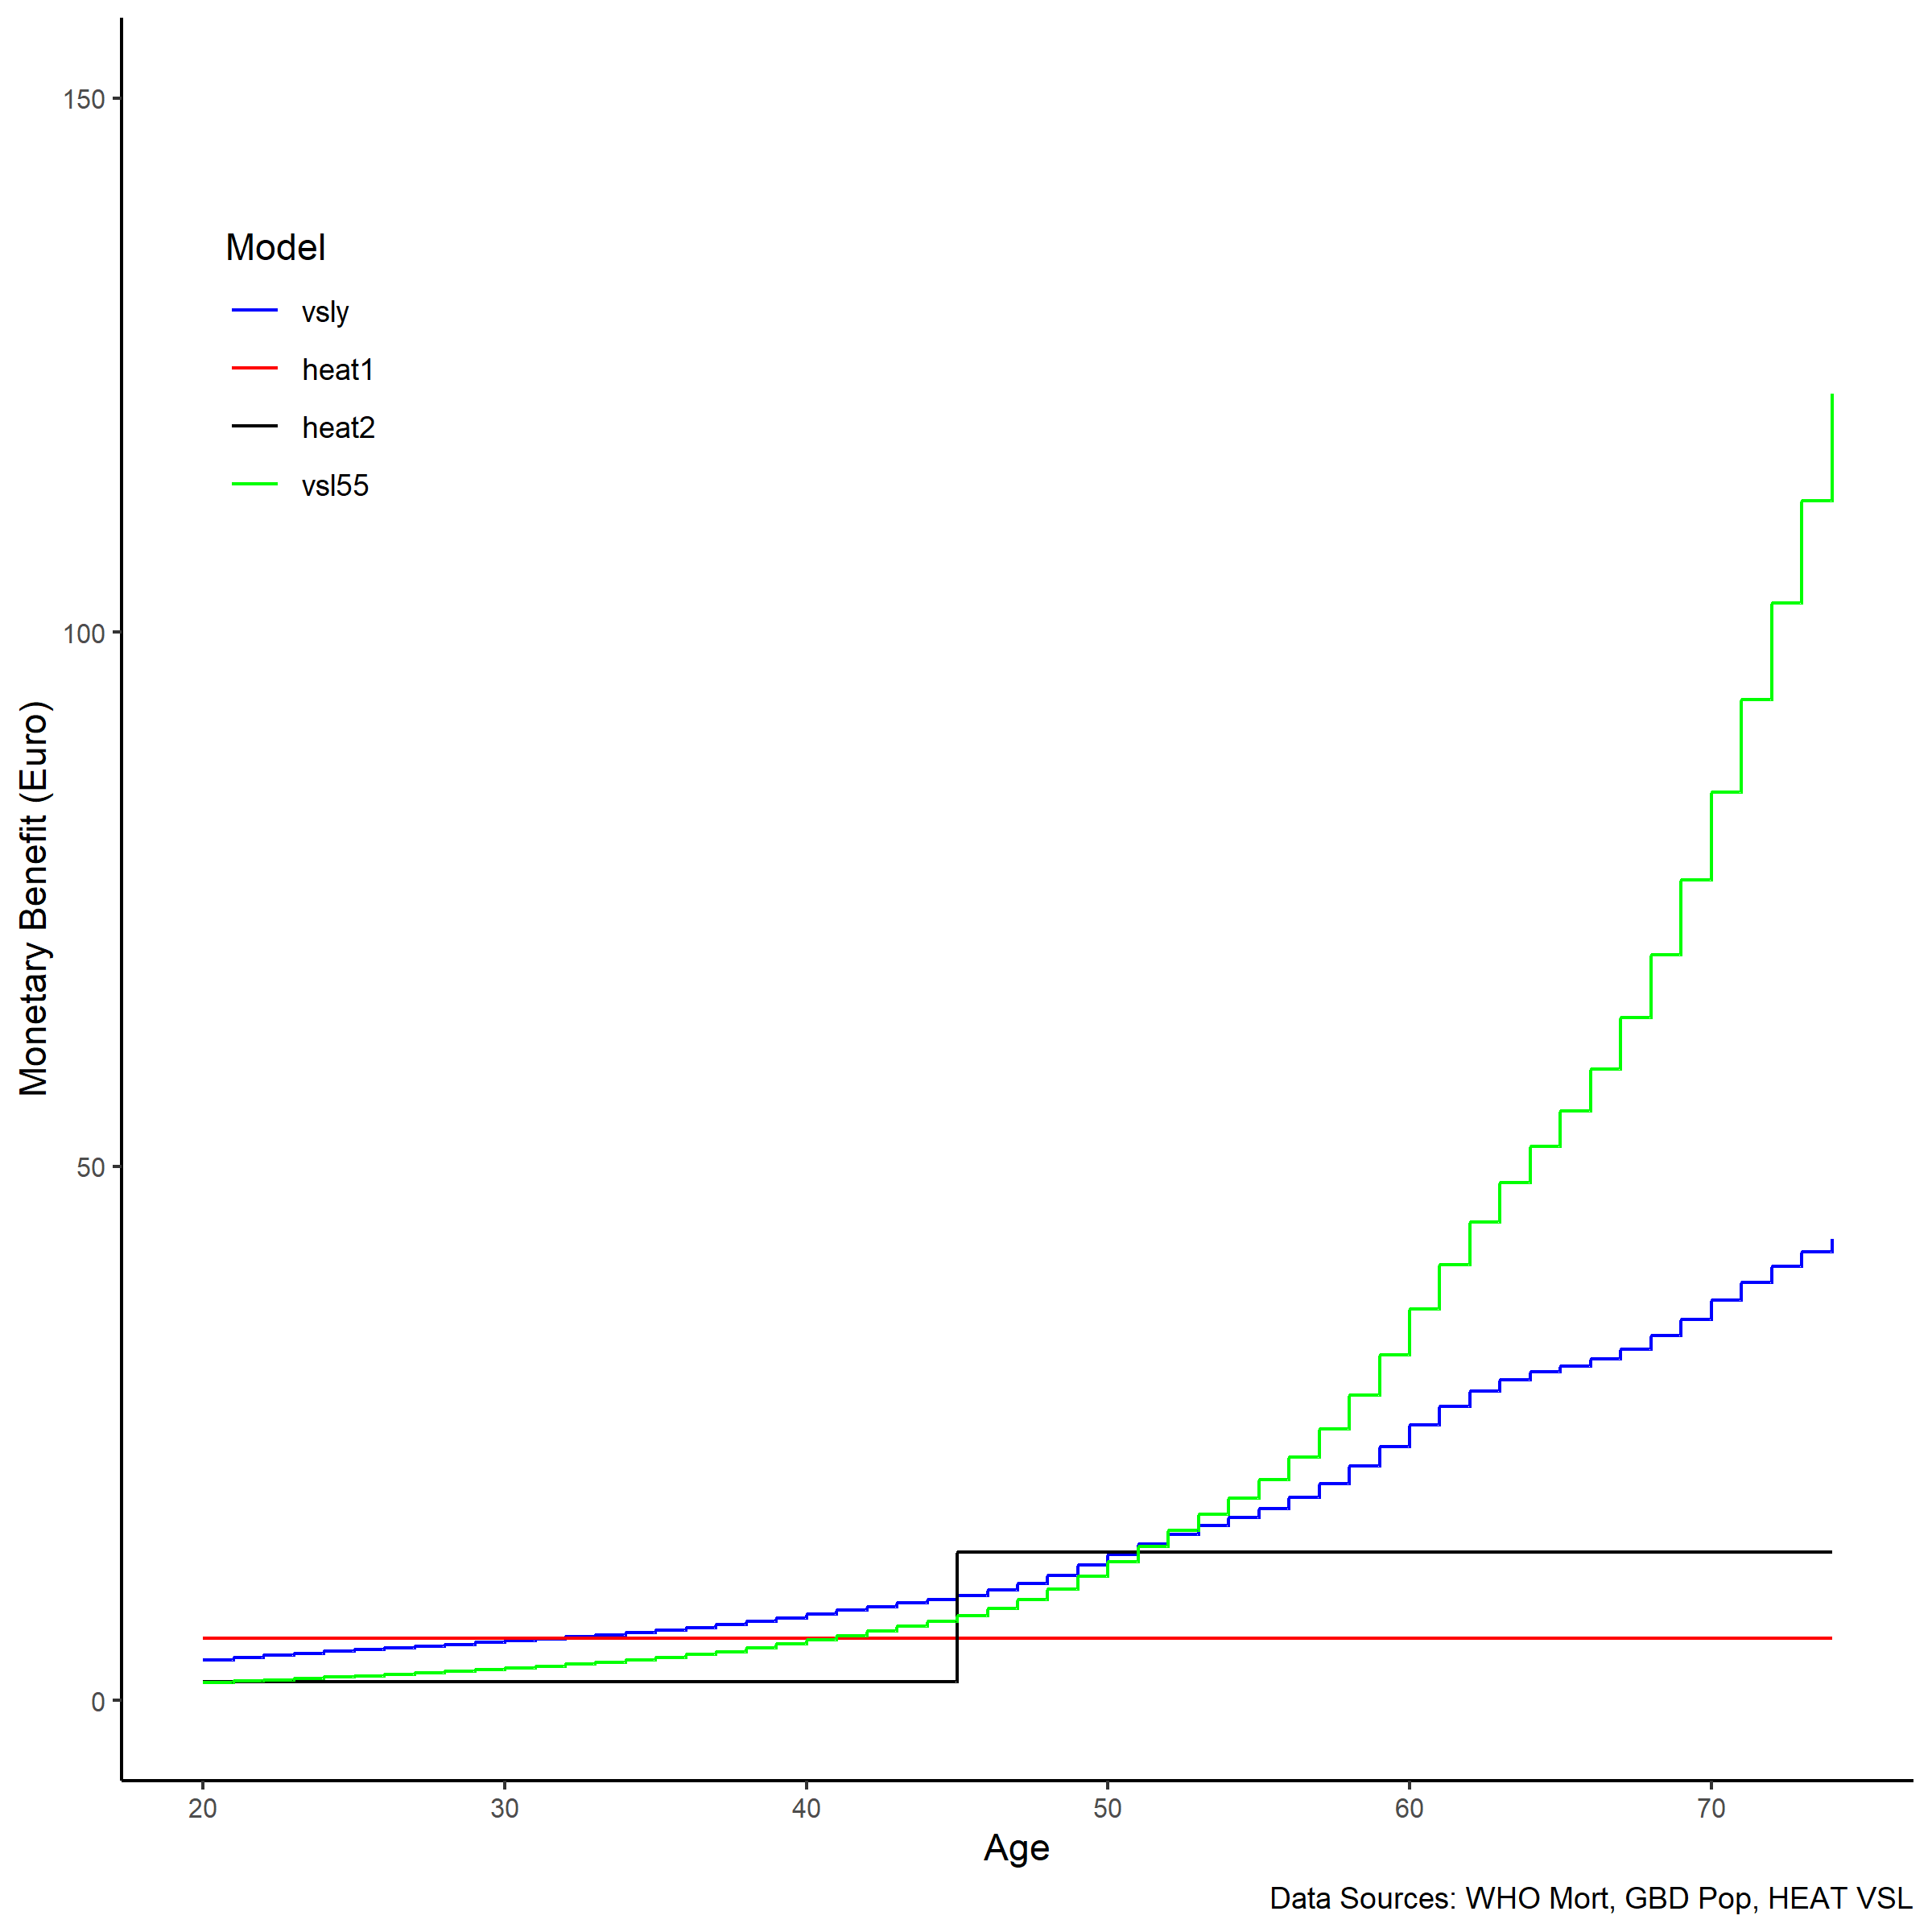 150
100
50
0
Monetary Benefit (Euro)
Model
vsly
heat1
heat2
vsl55
20 30 40 50 60 70
Age
Data Sources: WHO Mort, GBD Pop, HEAT VSL